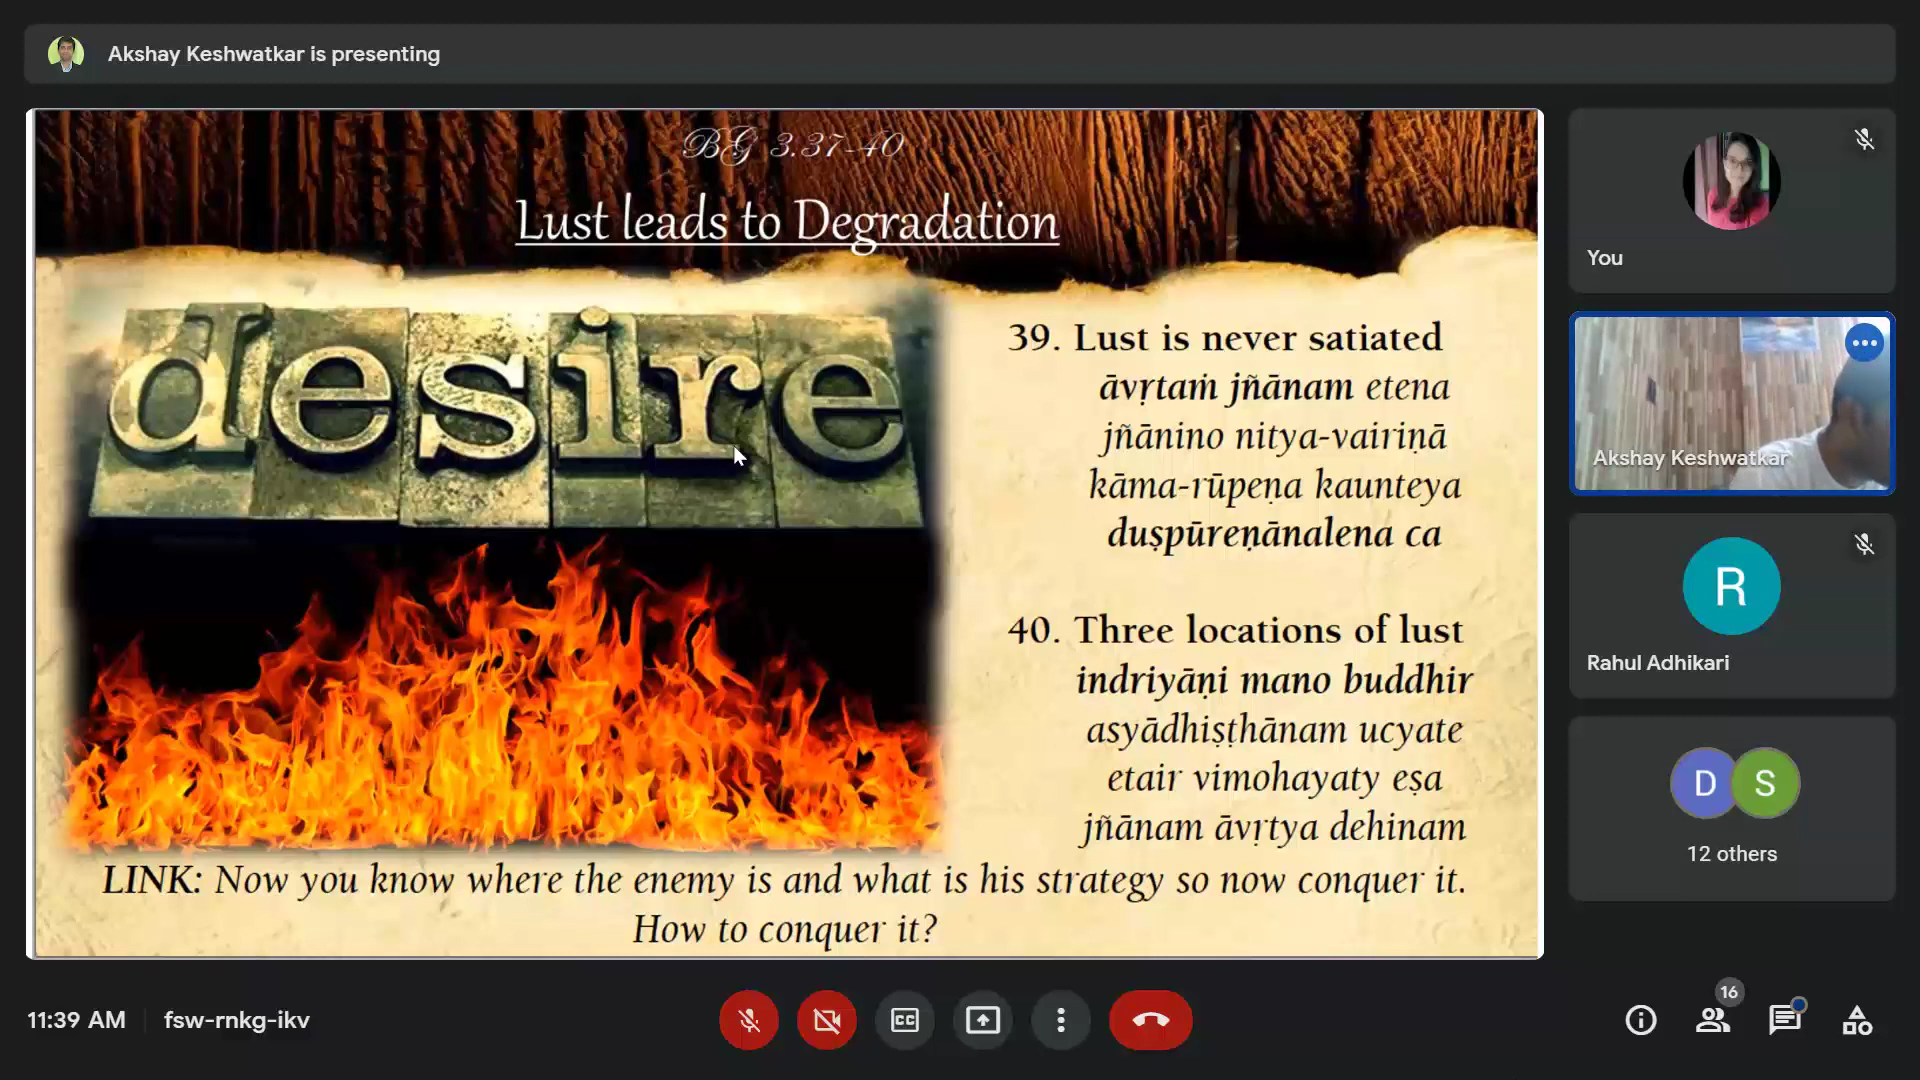 Akshay Keshwatkar is presenting
BG 3.37-40
Lust leads to Degradation
desire
39. Lust is never satiated
āvṛtaṁ jñānam etena
jñānino nitya-vairiṇā
kāma-rūpeṇa kaunteya
duṣpūreṇānalena ca
40. Three locations of lust
indriyāṇi mano buddhir
asyādhiṣṭhānam ucyate
etair vimohayaty eṣa
jñānam āvṛtya dehinam
LINK: Now you know where the enemy is and what is his strategy so now conquer it.
How to conquer it?
You
Akshay Keshwatkar
R
Rahul Adhikari
D S
12 others
11:39 AM fsw-rnkg-ikv
CC
16